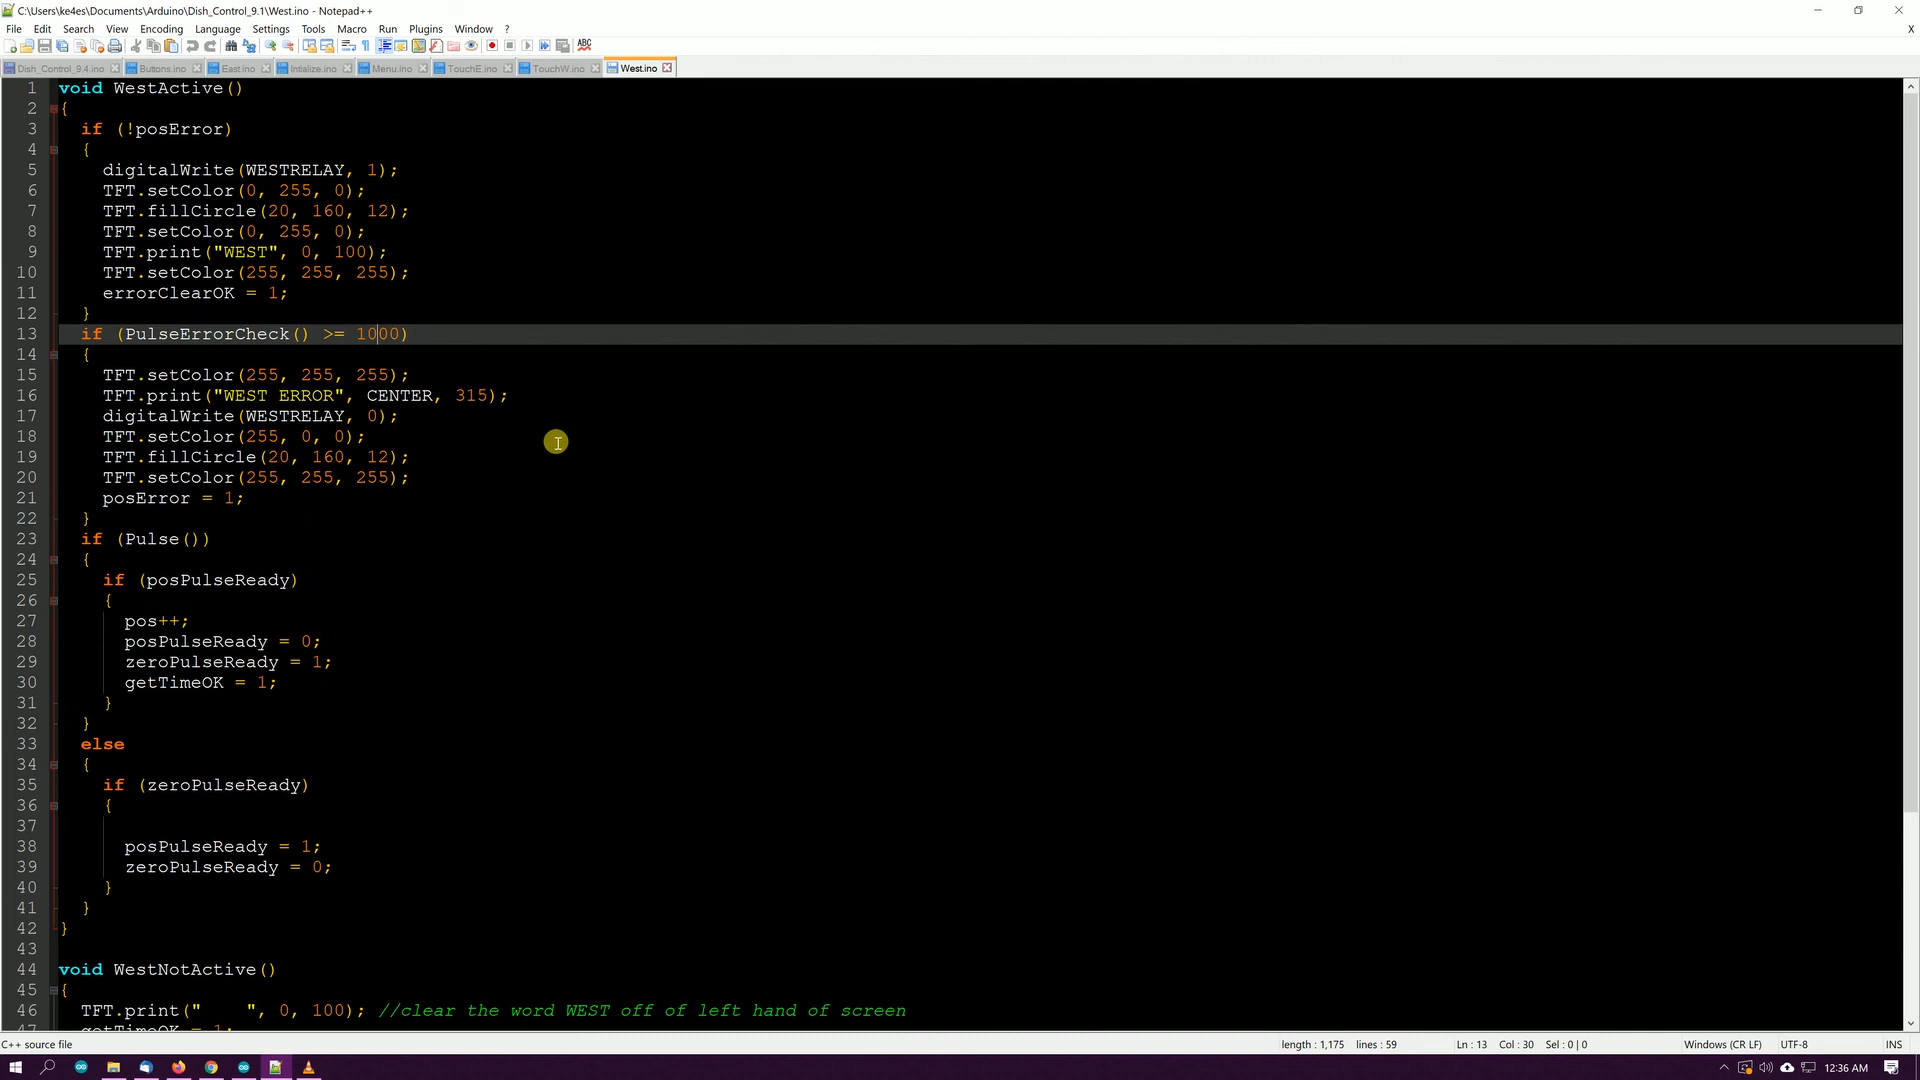 C:\Users\ke4es\Documents\Arduino\Dish_Control_9.1\West.ino - Notepad++
File Edit Search View Encoding Language Settings Tools Macro Run Plugins Window ? X
ABC
Dish_Control_9.4.ino Buttons.ino East.ino Intialize.ino Menu.ino TouchE.ino TouchW.ino West.ino
1 void WestActive()
2 {
3 if (!posError)
4 {
5 digitalWrite(WESTRELAY, 1);
6 TFT.setColor(0, 255, 0);
7 TFT.fillCircle(20, 160, 12);
8 TFT.setColor(0, 255, 0);
9 TFT.print("WEST", 0, 100);
10 TFT.setColor(255, 255, 255);
11 errorClearOK = 1;
12 }
13 if (PulseErrorCheck() >= 1000)
14 {
15 TFT.setColor(255, 255, 255);
16 TFT.print("WEST ERROR", CENTER, 315);
17 digitalWrite(WESTRELAY, 0);
18 TFT.setColor(255, 0, 0);
19 TFT.fillCircle(20, 160, 12);
20 TFT.setColor(255, 255, 255);
21 posError = 1;
22 }
23 if (Pulse())
24 {
25 if (posPulseReady)
26 {
27 pos++;
28 posPulseReady = 0;
29 zeroPulseReady = 1;
30 getTimeOK = 1;
31 }
32 }
33 else
34 {
35 if (zeroPulseReady)
36 {
37
38 posPulseReady = 1;
39 zeroPulseReady = 0;
40 }
41 }
42 }
43
44 void WestNotActive()
45 {
46 TFT.print("    ", 0, 100); //clear the word WEST off of left hand of screen
47 getTimeOK = 1;
C++ source file length : 1,175 lines : 59 Ln : 13 Col : 30 Sel : 0 | 0 Windows (CR LF) UTF-8 INS
12:36 AM